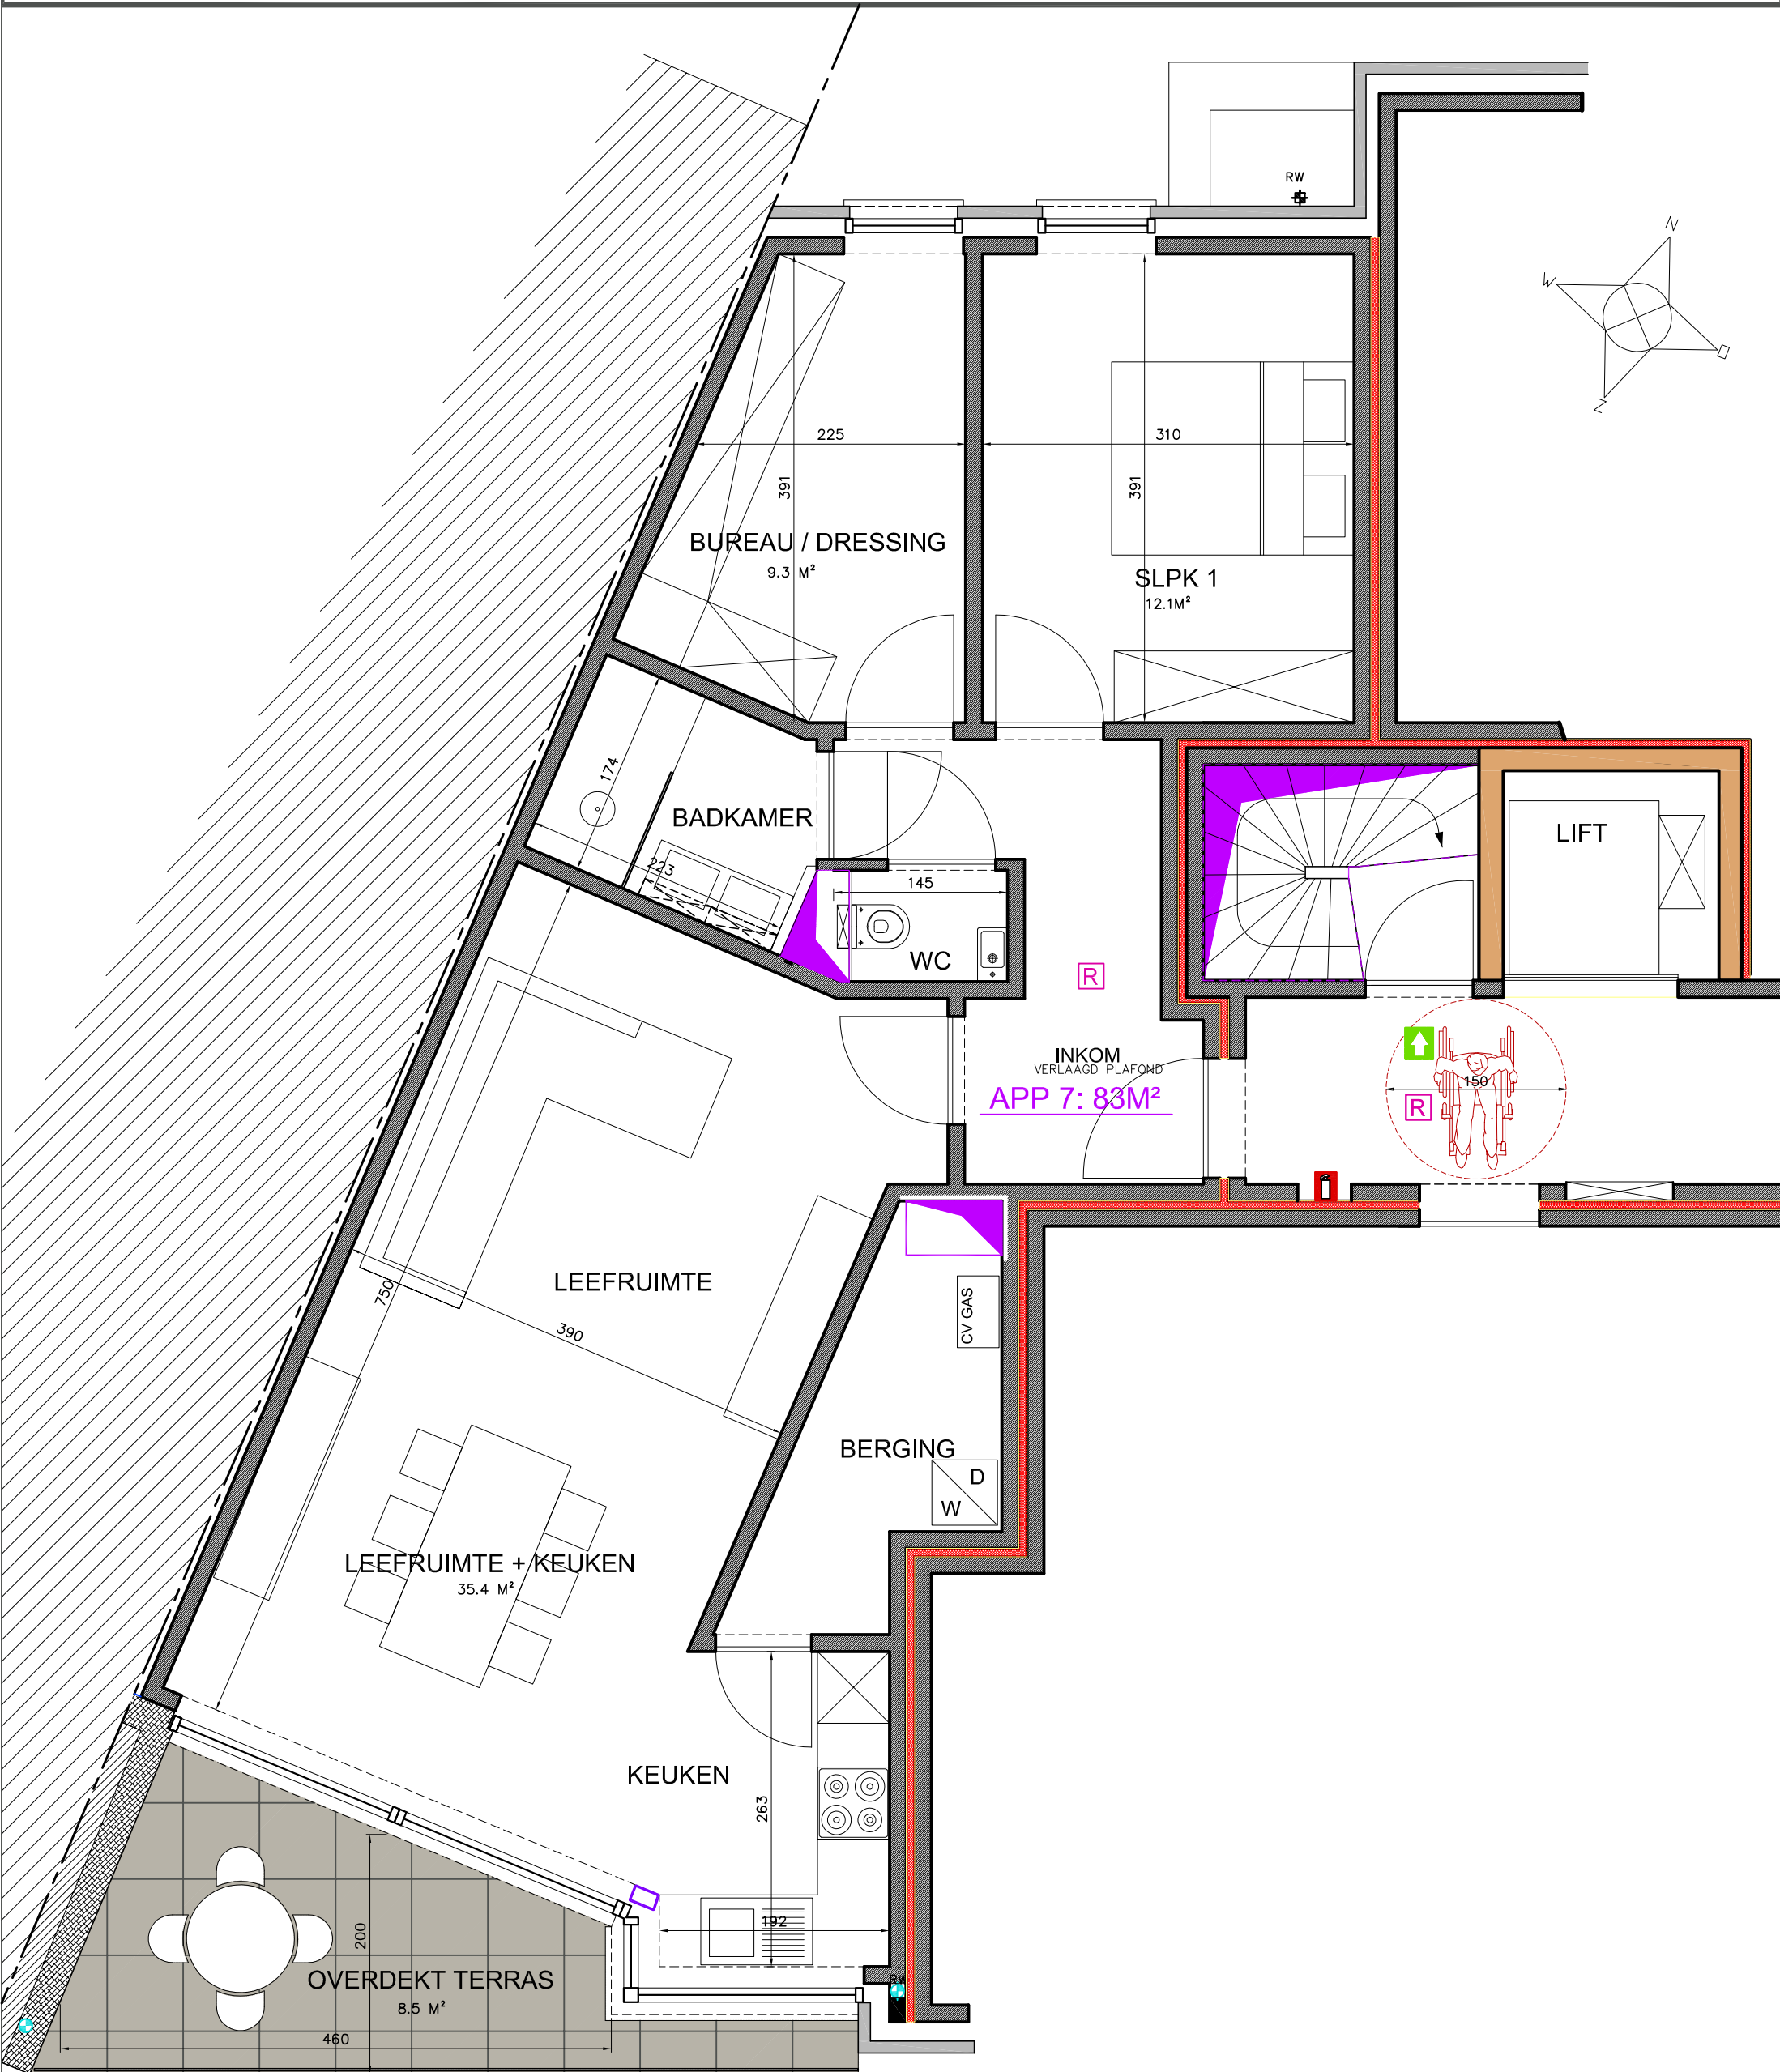 RW
N
W
O
Z
225
310
391
391
BUREAU / DRESSING
9.3 M²
SLPK 1
12.1M²
174
BADKAMER
223
LIFT
145
WC
R
INKOM
VERLAAGD PLAFOND
APP 7: 83M²
150
R
LEEFRUIMTE
750
390
CV GAS
BERGING
D
W
LEEFRUIMTE + KEUKEN
35.4 M²
KEUKEN
263
192
200
OVERDEKT TERRAS
8.5 M²
RW
460